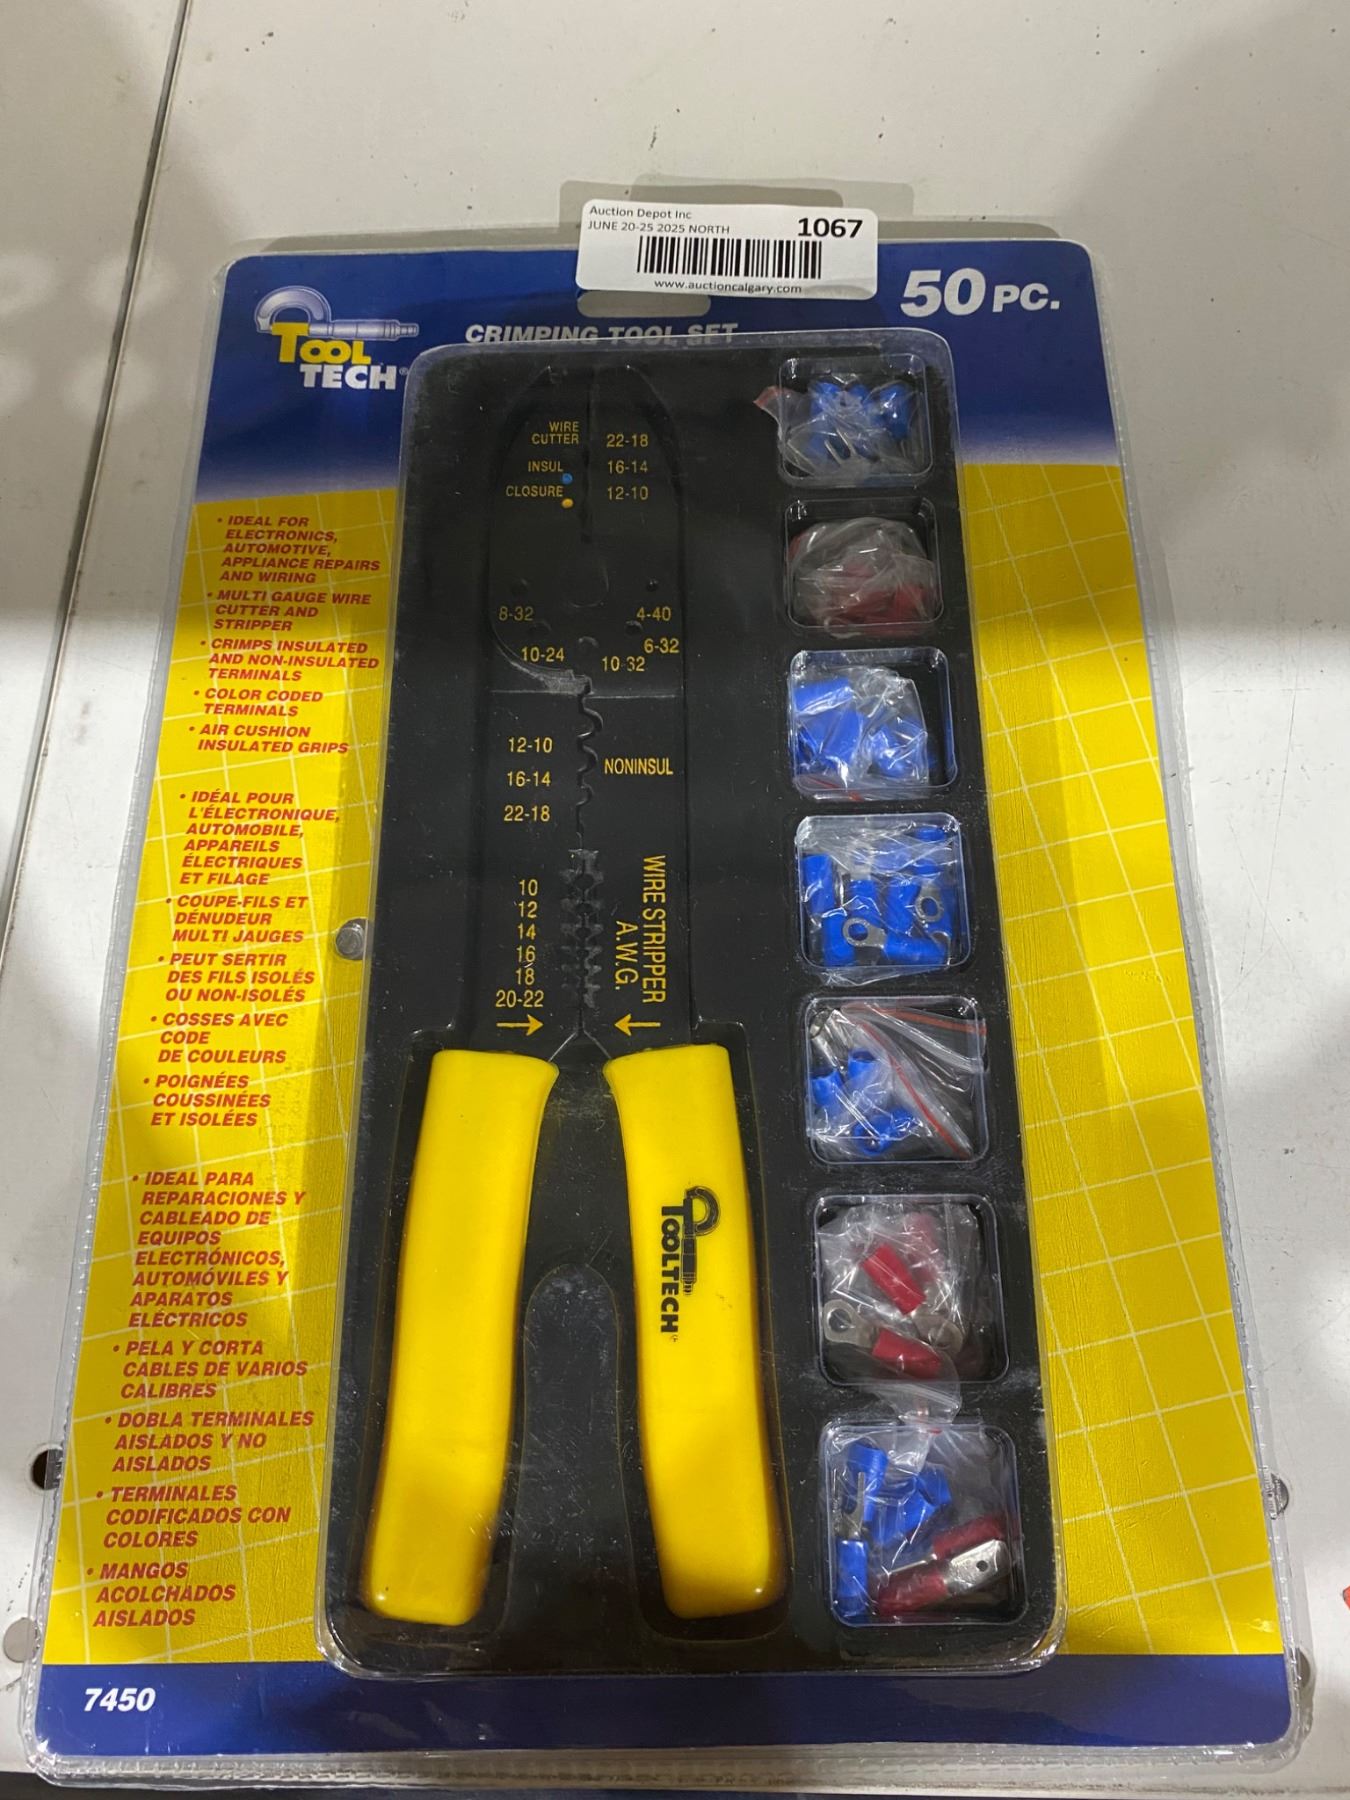 Auction Depot Inc
JUNE 20-25 2025 NORTH
1067
www.auctioncalgary.com
50 PC.
TOOL
TECH®
CRIMPING TOOL SET
WIRE
CUTTER
22-18
INSUL
16-14
CLOSURE
12-10
8-32
4-40
10-24
6-32
10-32
12-10
NONINSUL
16-14
22-18
10
12
14
16
18
20-22
WIRE STRIPPER
A.W.G.
TOOLTECH
• IDEAL FOR
ELECTRONICS,
AUTOMOTIVE,
APPLIANCE REPAIRS
AND WIRING
• MULTI GAUGE WIRE
CUTTER AND
STRIPPER
• CRIMPS INSULATED
AND NON-INSULATED
TERMINALS
• COLOR CODED
TERMINALS
• AIR CUSHION
INSULATED GRIPS
• IDÉAL POUR
L'ÉLECTRONIQUE,
AUTOMOBILE,
APPAREILS
ÉLECTRIQUES
ET FILAGE
• COUPE-FILS ET
DÉNUDEUR
MULTI JAUGES
• PEUT SERTIR
DES FILS ISOLÉS
OU NON-ISOLÉS
• COSSES AVEC
CODE
DE COULEURS
• POIGNÉES
COUSSINÉES
ET ISOLÉES
• IDEAL PARA
REPARACIONES Y
CABLEADO DE
EQUIPOS
ELECTRÓNICOS,
AUTOMÓVILES Y
APARATOS
ELÉCTRICOS
• PELA Y CORTA
CABLES DE VARIOS
CALIBRES
• DOBLA TERMINALES
AISLADOS Y NO
AISLADOS
• TERMINALES
CODIFICADOS CON
COLORES
• MANGOS
ACOLCHADOS
AISLADOS
7450